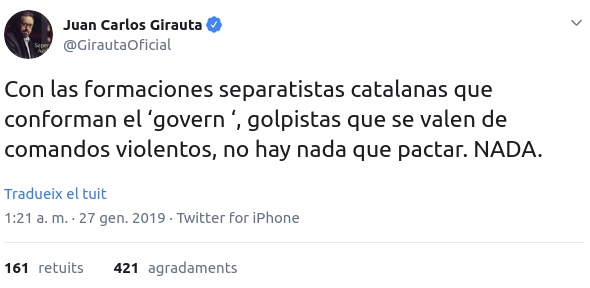 Juan Carlos Girauta
@GirautaOficial
Con las formaciones separatistas catalanas que
conforman el ‘govern ‘, golpistas que se valen de
comandos violentos, no hay nada que pactar. NADA.
Tradueix el tuit
1:21 a. m. · 27 gen. 2019 · Twitter for iPhone
161 retuits 421 agradaments